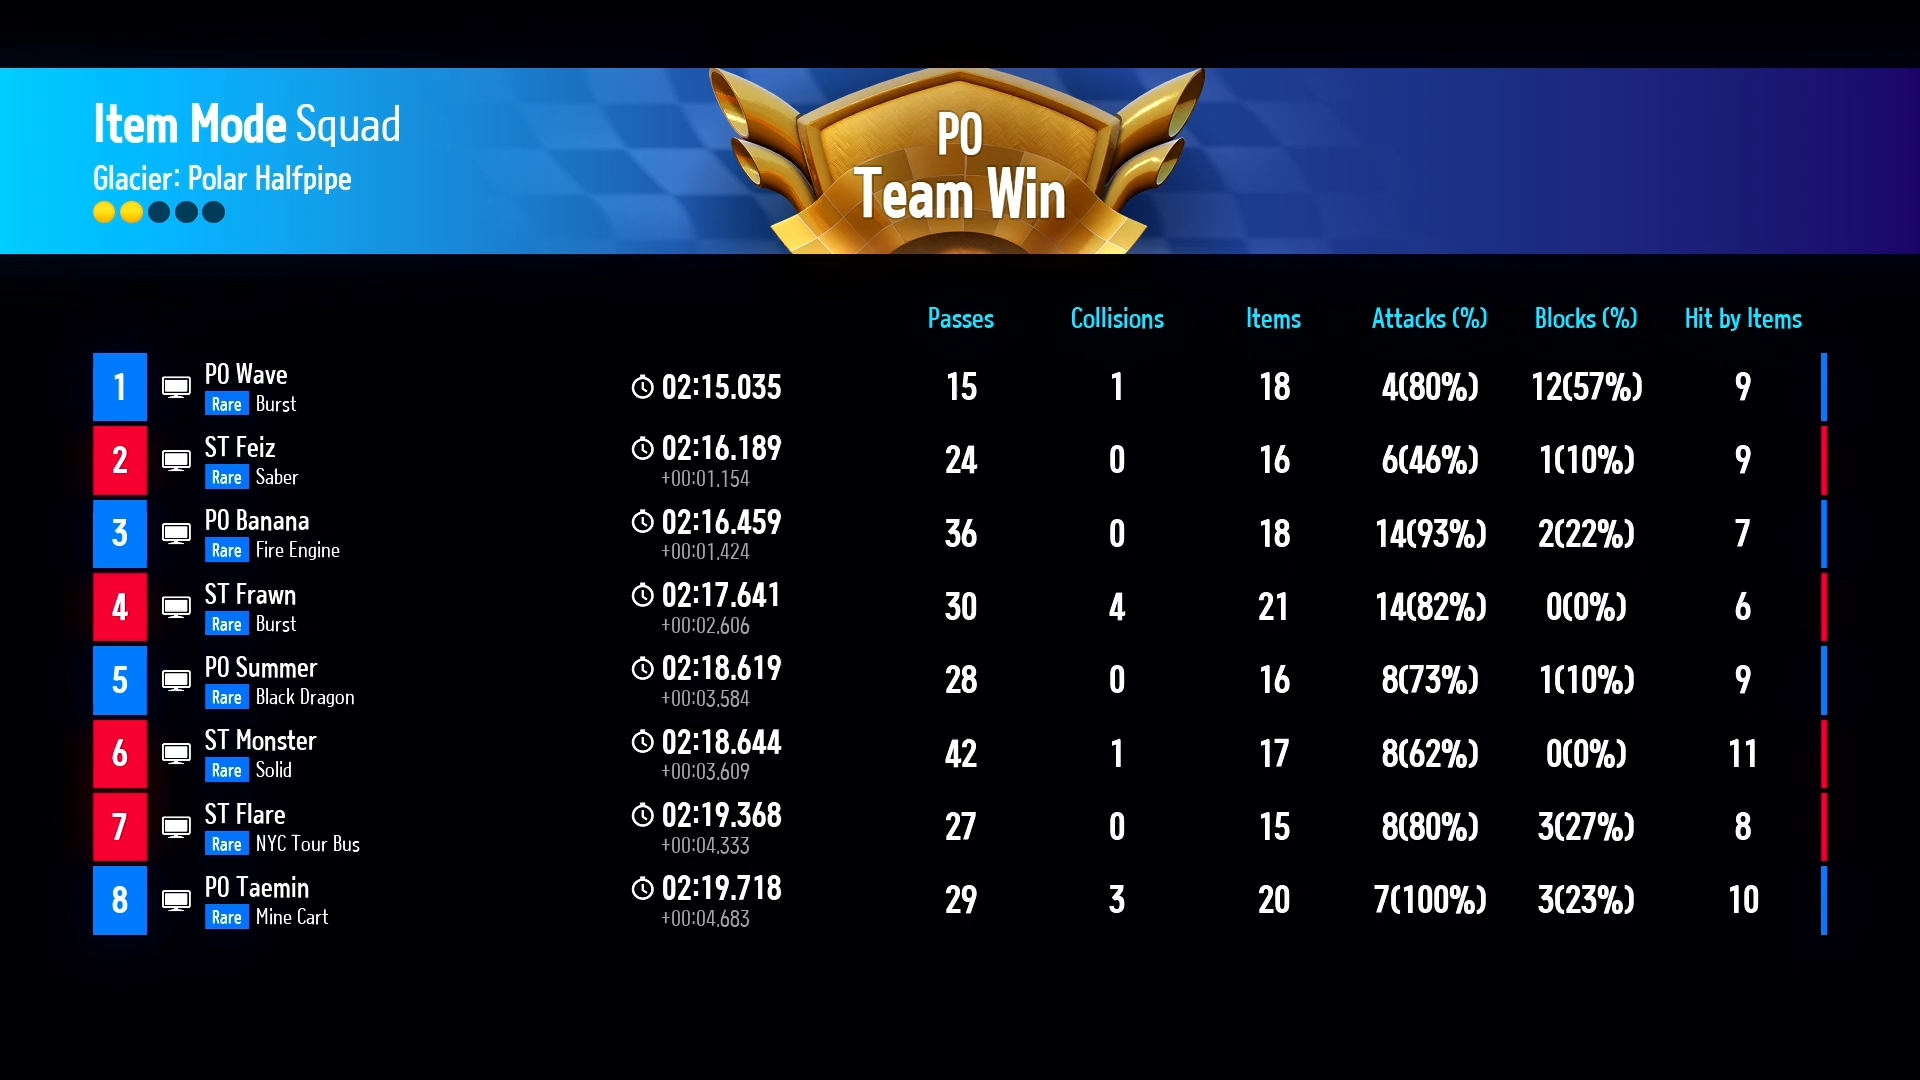 Item Mode Squad
Glacier: Polar Halfpipe
PO
Team Win
Passes Collisions Items Attacks (%) Blocks (%) Hit by Items
1 PO Wave 02:15.035 15 1 18 4(80%) 12(57%) 9
Rare Burst
2 ST Feiz 02:16.189 24 0 16 6(46%) 1(10%) 9
Rare Saber +00:01.154
3 PO Banana 02:16.459 36 0 18 14(93%) 2(22%) 7
Rare Fire Engine +00:01.424
4 ST Frawn 02:17.641 30 4 21 14(82%) 0(0%) 6
Rare Burst +00:02.606
5 PO Summer 02:18.619 28 0 16 8(73%) 1(10%) 9
Rare Black Dragon +00:03.584
6 ST Monster 02:18.644 42 1 17 8(62%) 0(0%) 11
Rare Solid +00:03.609
7 ST Flare 02:19.368 27 0 15 8(80%) 3(27%) 8
Rare NYC Tour Bus +00:04.333
8 PO Taemin 02:19.718 29 3 20 7(100%) 3(23%) 10
Rare Mine Cart +00:04.683